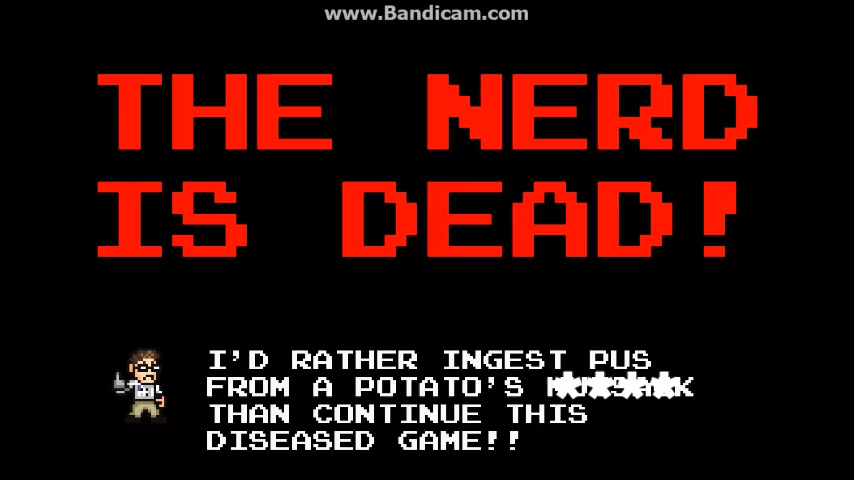 www.Bandicam.com
THE NERD
IS DEAD!
I'D RATHER INGEST PUS
FROM A POTATO'S
THAN CONTINUE THIS
DISEASED GAME!!